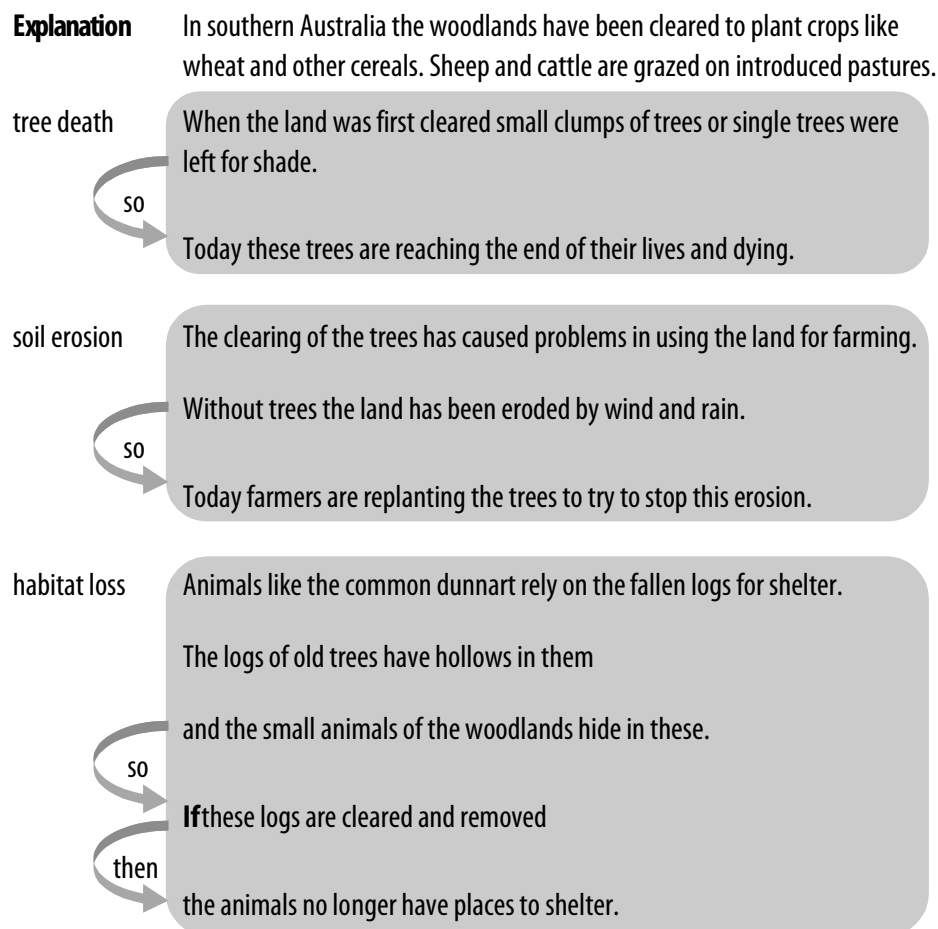 Explanation In southern Australia the woodlands have been cleared to plant crops like
wheat and other cereals. Sheep and cattle are grazed on introduced pastures.
tree death When the land was first cleared small clumps of trees or single trees were
left for shade.
so
Today these trees are reaching the end of their lives and dying.
soil erosion The clearing of the trees has caused problems in using the land for farming.
Without trees the land has been eroded by wind and rain.
so
Today farmers are replanting the trees to try to stop this erosion.
habitat loss Animals like the common dunnart rely on the fallen logs for shelter.
The logs of old trees have hollows in them
and the small animals of the woodlands hide in these.
so
If these logs are cleared and removed
then
the animals no longer have places to shelter.